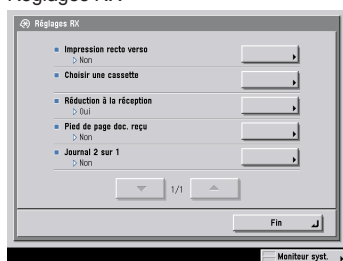 Réglages RX
Réglages RX
Impression recto verso
Non
Choisir une cassette
Réduction à la réception
Oui
Pied de page doc. reçu
Non
Journal 2 sur 1
Non
1/1
Fin
Moniteur syst.